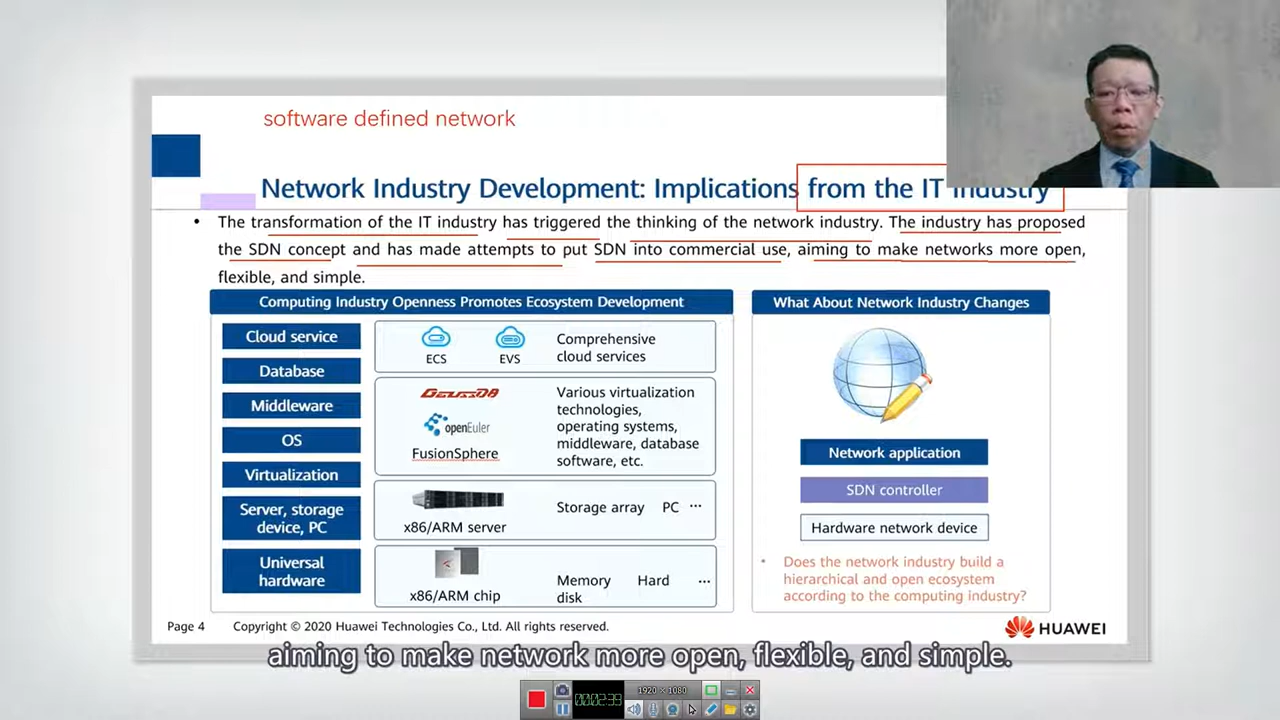 software defined network
Network Industry Development: Implications from the IT Industry
• The transformation of the IT industry has triggered the thinking of the network industry. The industry has proposed
the SDN concept and has made attempts to put SDN into commercial use, aiming to make networks more open,
flexible, and simple.
Computing Industry Openness Promotes Ecosystem Development
Cloud service
Database
Middleware
OS
Virtualization
Server, storage
device, PC
Universal
hardware
ECS
EVS
Comprehensive
cloud services
GaussDB
openEuler
FusionSphere
Various virtualization
technologies,
operating systems,
middleware, database
software, etc.
x86/ARM server
Storage array PC ...
x86/ARM chip
Memory Hard ...
disk
What About Network Industry Changes
Network application
SDN controller
Hardware network device
• Does the network industry build a
hierarchical and open ecosystem
according to the computing industry?
Page 4 Copyright © 2020 Huawei Technologies Co., Ltd. All rights reserved.
HUAWEI
aiming to make network more open, flexible, and simple.
000:02:39
1920 × 1080